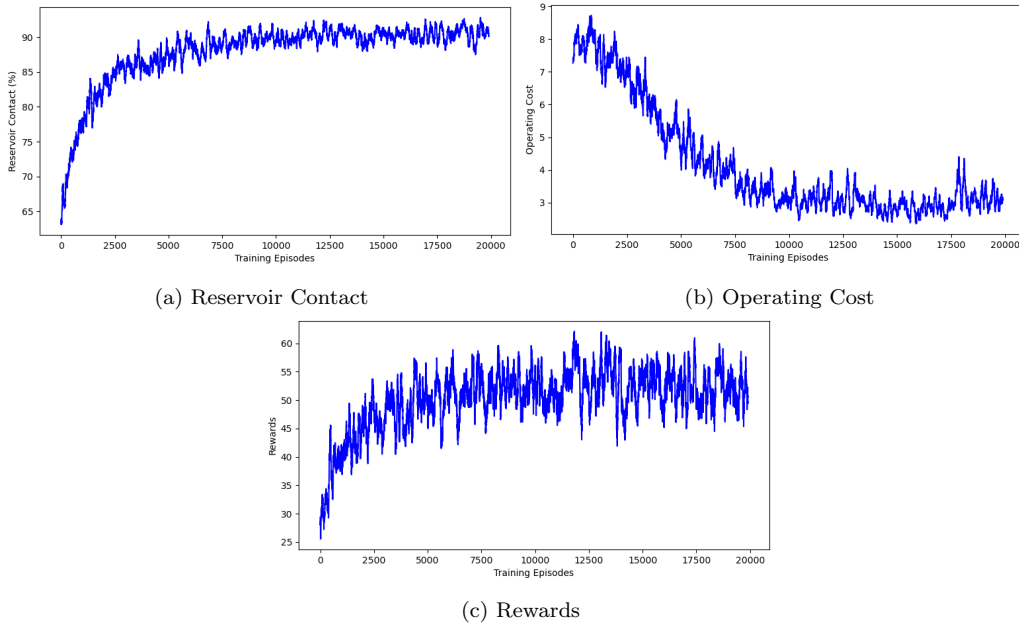 90
85
80
75
70
65
Reservoir Contact (%)
0 2500 5000 7500 10000 12500 15000 17500 20000
Training Episodes
(a) Reservoir Contact
9
8
7
6
5
4
3
Operating Cost
0 2500 5000 7500 10000 12500 15000 17500 20000
Training Episodes
(b) Operating Cost
60
55
50
45
40
35
30
25
Rewards
0 2500 5000 7500 10000 12500 15000 17500 20000
Training Episodes
(c) Rewards